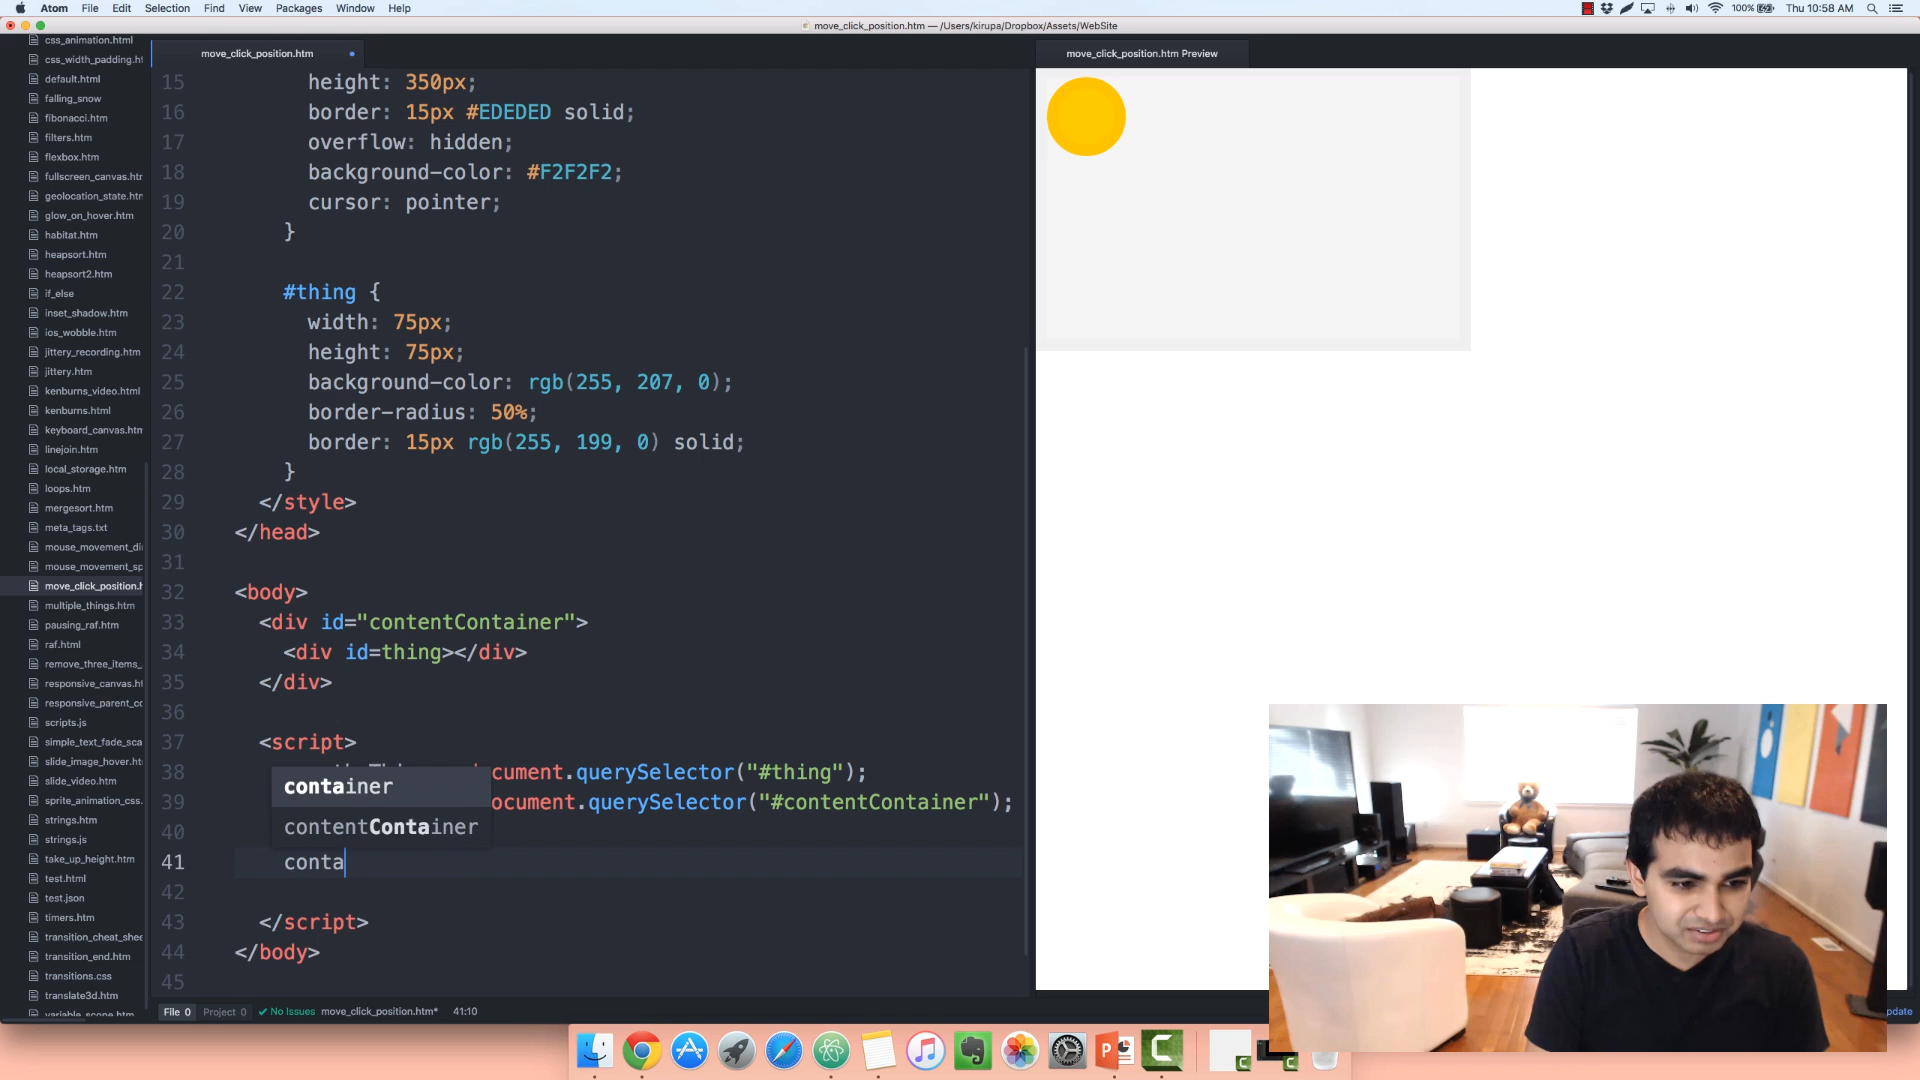 Atom File Edit View Selection Find Packages Window Help
100% Thu 10:58 AM
move_click_position.htm — /Users/kirupa/Dropbox/Assets/WebSite
css_animation.html
css_width_padding.ht
default.html
falling_snow
fibonacci.htm
filters.htm
flexbox.htm
fullscreen_canvas.htm
geolocation_state.htm
glow_on_hover.htm
habitat.htm
heapsort.htm
heapsort2.htm
if_else
inset_shadow.htm
ios_wobble.htm
jittery_recording.htm
jittery.htm
kenburns_video.html
kenburns.html
keyboard_canvas.htm
linejoin.htm
local_storage.htm
loops.htm
mergesort.htm
meta_tags.txt
mouse_movement_di
mouse_movement_sp
move_click_position.h
multiple_things.htm
pausing_raf.htm
raf.html
remove_three_items_
responsive_canvas.ht
responsive_parent_cc
scripts.js
simple_text_fade_sca
slide_image_hover.ht
slide_video.htm
sprite_animation_css.
strings.htm
strings.js
take_up_height.htm
test.html
test.json
timers.htm
transition_cheat_shee
transition_end.htm
transitions.css
translate3d.htm
variable_scope.htm
move_click_position.htm
15 height: 350px;
16 border: 15px #EDEDED solid;
17 overflow: hidden;
18 background-color: #F2F2F2;
19 cursor: pointer;
20 }
21
22 #thing {
23 width: 75px;
24 height: 75px;
25 background-color: rgb(255, 207, 0);
26 border-radius: 50%;
27 border: 15px rgb(255, 199, 0) solid;
28 }
29 </style>
30 </head>
31
32 <body>
33 <div id="contentContainer">
34 <div id=thing></div>
35 </div>
36
37 <script>
38 ocument.querySelector("#thing");
39 ocument.querySelector("#contentContainer");
container
contentContainer
40
41 conta
42
43 </script>
44 </body>
45
File 0 Project 0 No Issues move_click_position.htm* 41:10
move_click_position.htm Preview
pdate